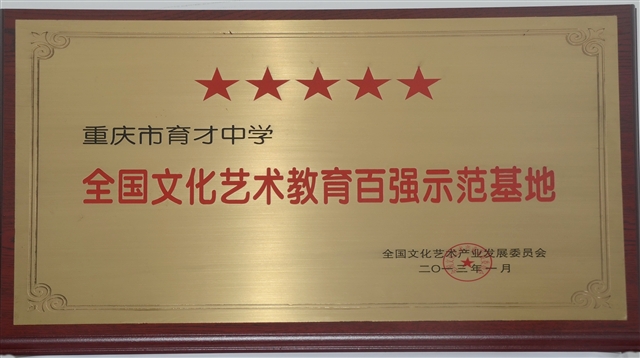 重庆市育才中学
全国文化艺术教育百强示范基地
全国文化艺术产业发展委员会
二〇一三年一月